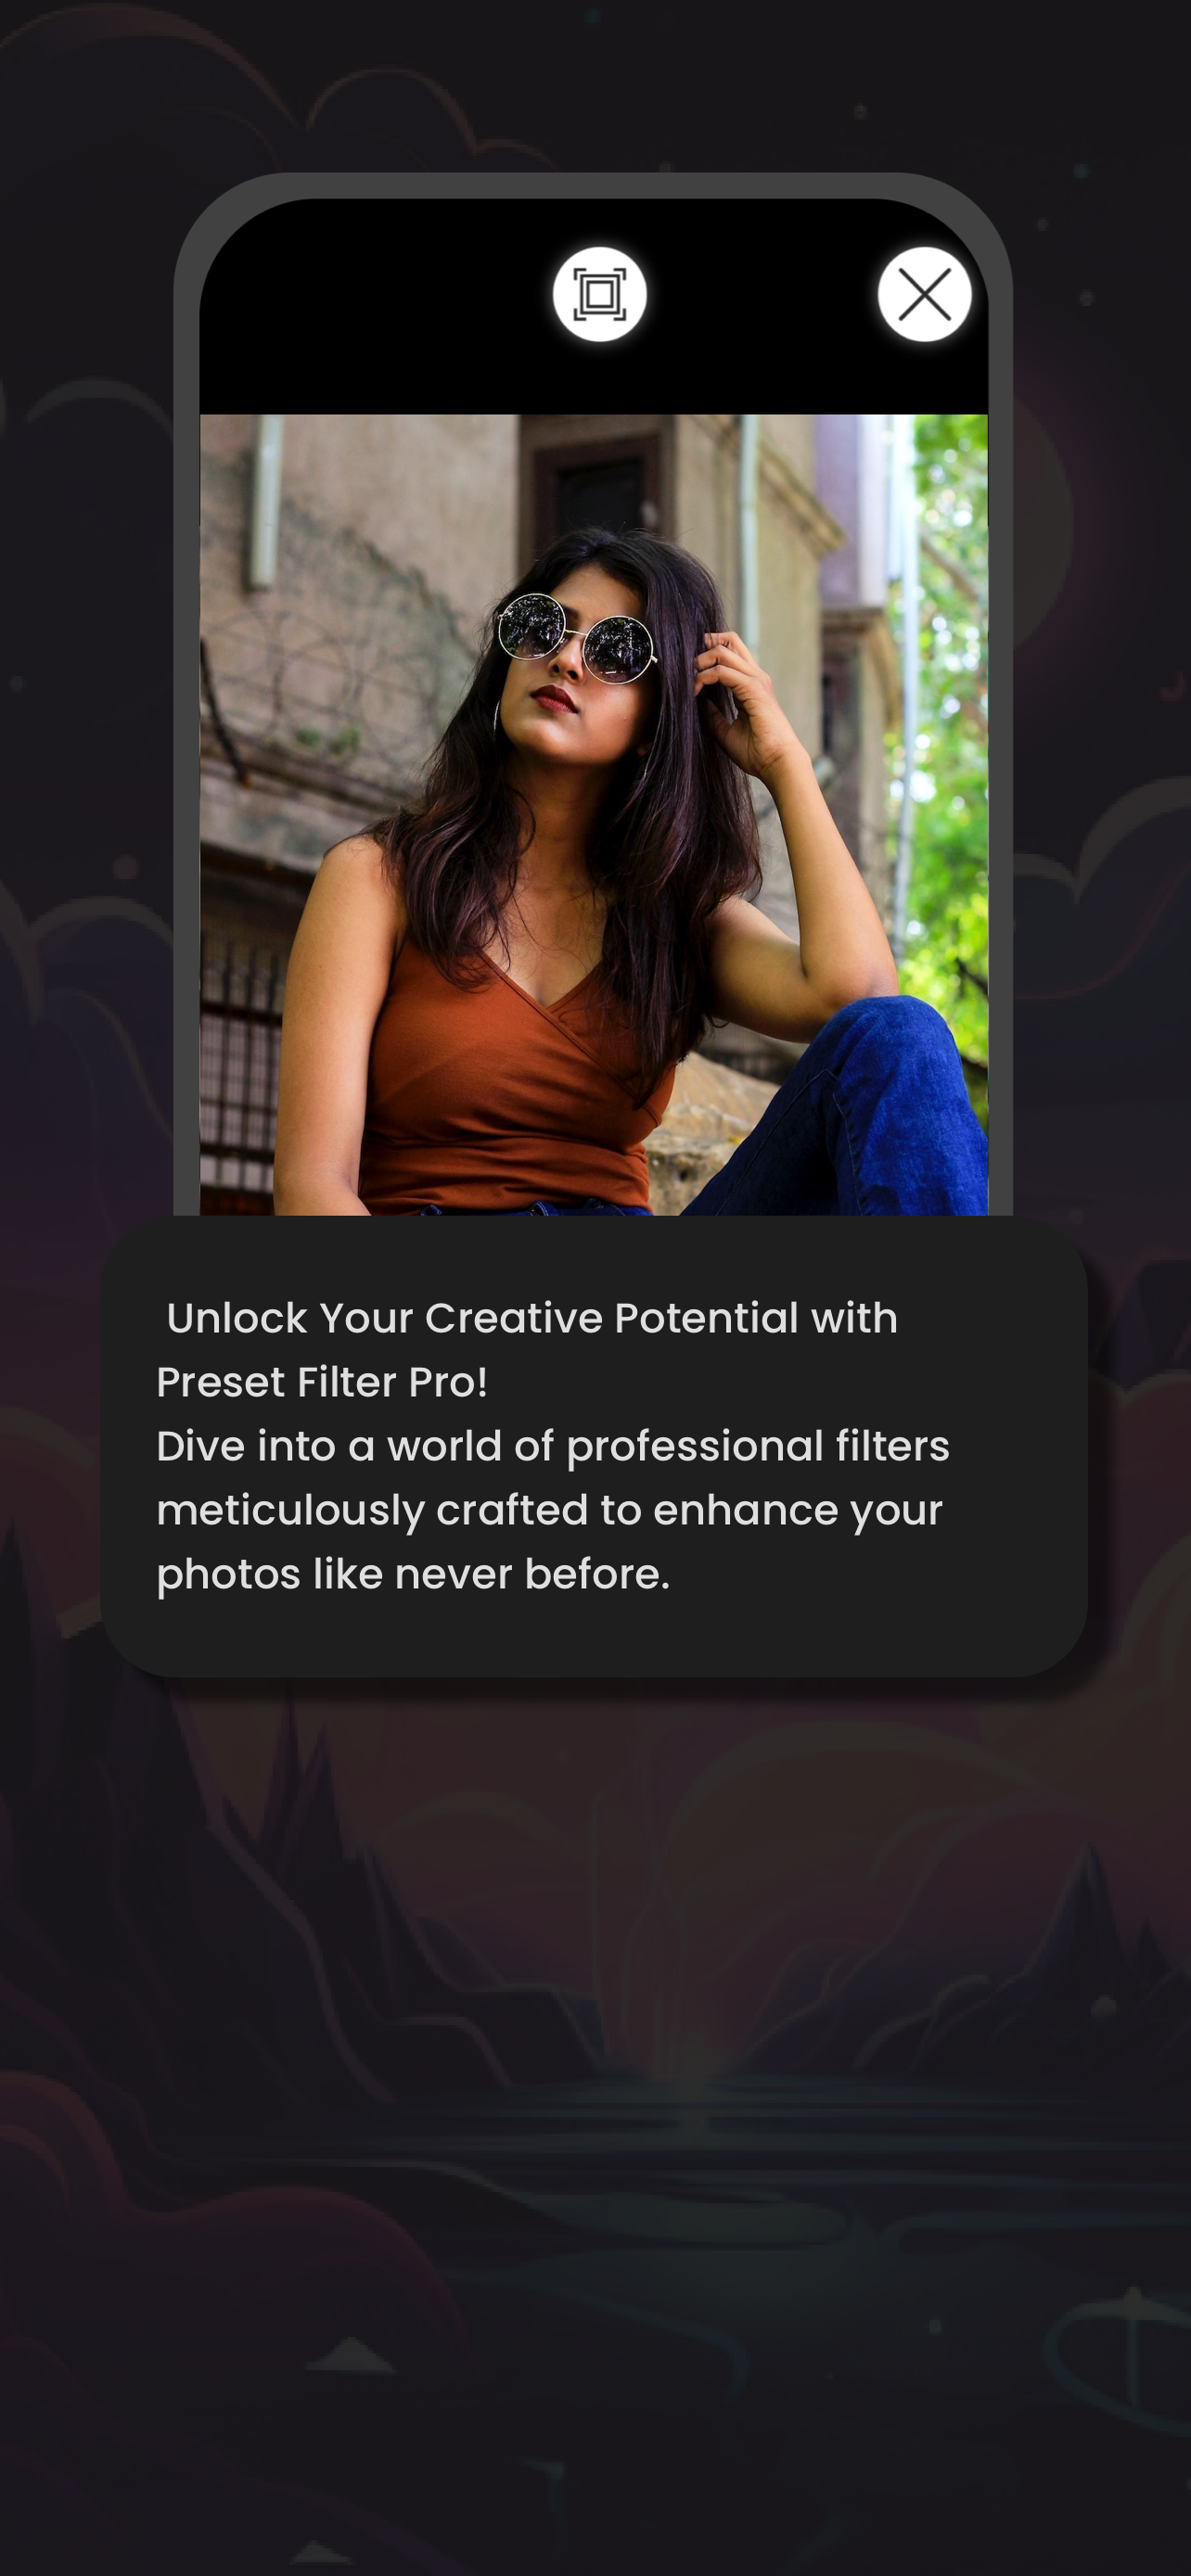 Unlock Your Creative Potential with
Preset Filter Pro!
Dive into a world of professional filters
meticulously crafted to enhance your
photos like never before.